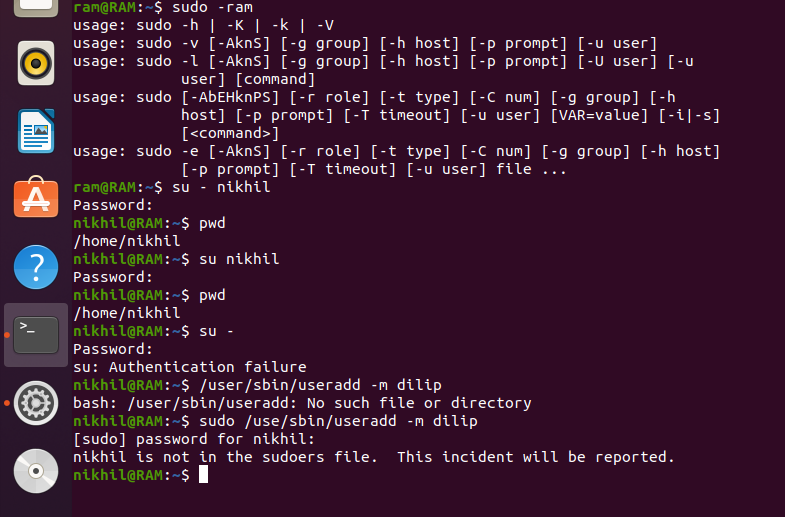 ram@RAM:~$ sudo -ram
usage: sudo -h | -K | -k | -V
usage: sudo -v [-AknS] [-g group] [-h host] [-p prompt] [-u user]
usage: sudo -l [-AknS] [-g group] [-h host] [-p prompt] [-U user] [-u
user] [command]
usage: sudo [-AbEHknPS] [-r role] [-t type] [-C num] [-g group] [-h
host] [-p prompt] [-T timeout] [-u user] [VAR=value] [-i|-s]
[<command>]
usage: sudo -e [-AknS] [-r role] [-t type] [-C num] [-g group] [-h host]
[-p prompt] [-T timeout] [-u user] file ...
ram@RAM:~$ su - nikhil
Password:
nikhil@RAM:~$ pwd
/home/nikhil
nikhil@RAM:~$ su nikhil
Password:
nikhil@RAM:~$ pwd
/home/nikhil
nikhil@RAM:~$ su -
Password:
su: Authentication failure
nikhil@RAM:~$ /user/sbin/useradd -m dilip
bash: /user/sbin/useradd: No such file or directory
nikhil@RAM:~$ sudo /use/sbin/useradd -m dilip
[sudo] password for nikhil:
nikhil is not in the sudoers file.  This incident will be reported.
nikhil@RAM:~$